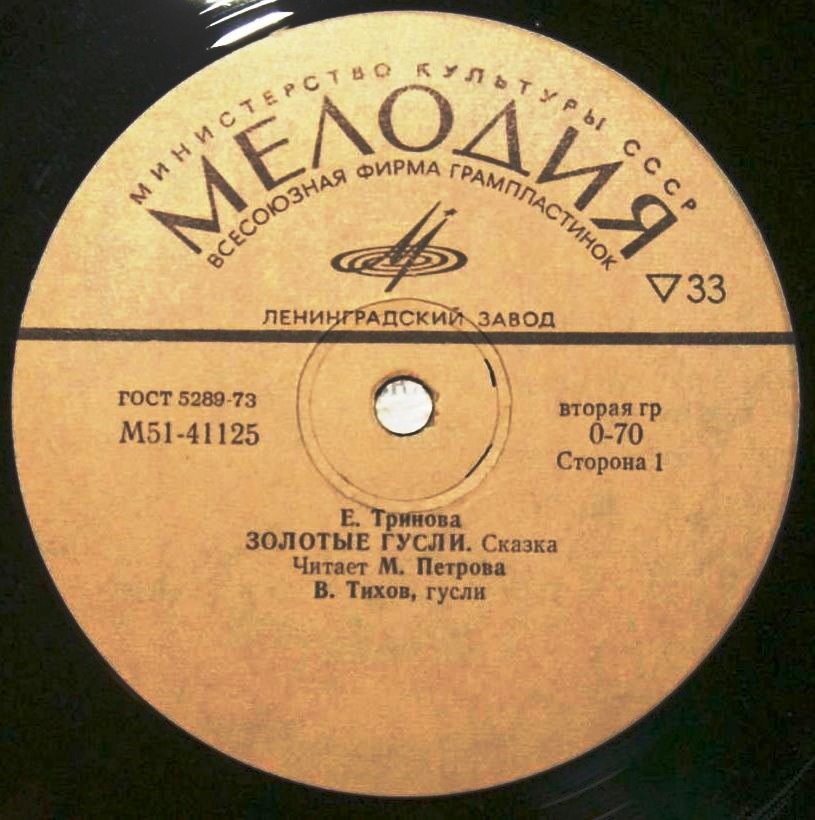 МИНИСТЕРСТВО КУЛЬТУРЫ СССР
МЕЛОДИЯ
ВСЕСОЮЗНАЯ ФИРМА ГРАМПЛАСТИНОК
▽33
ЛЕНИНГРАДСКИЙ ЗАВОД
ГОСТ 5289-73
М51-41125
вторая гр
0-70
Сторона 1
Е. Тринова
ЗОЛОТЫЕ ГУСЛИ. Сказка
Читает М. Петрова
В. Тихов, гусли